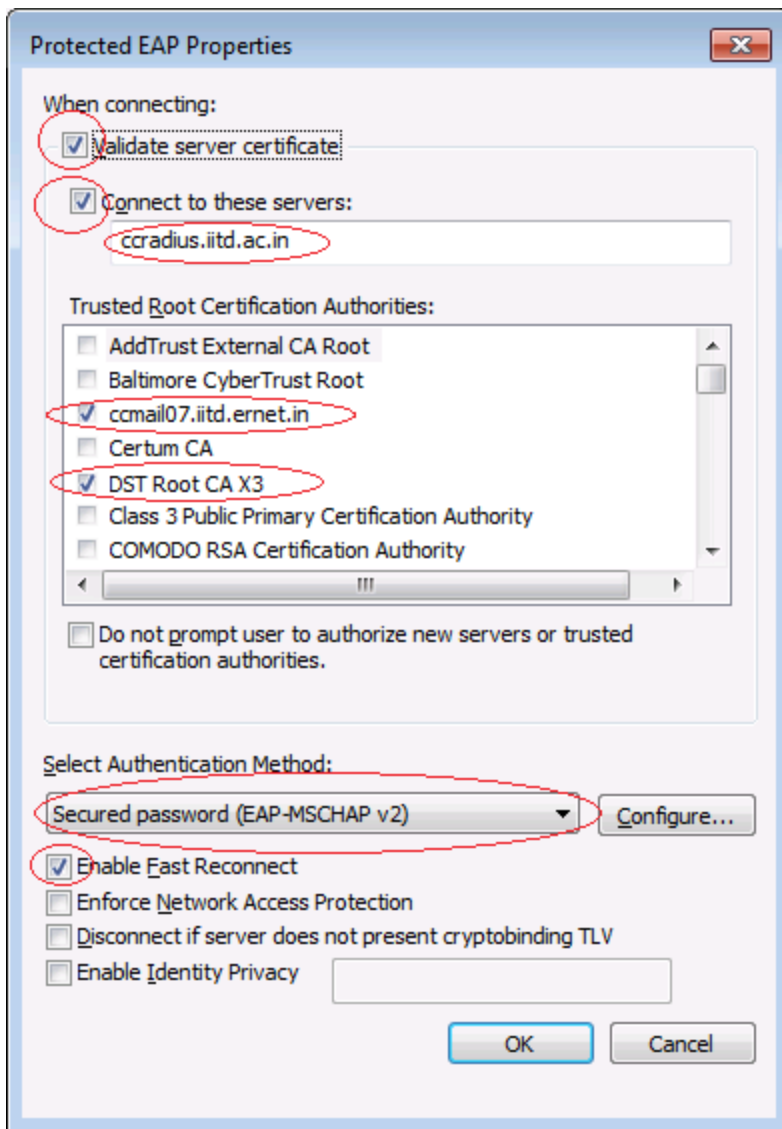 Protected EAP Properties
When connecting:
Validate server certificate
Connect to these servers:
ccradius.iitd.ac.in
Trusted Root Certification Authorities:
AddTrust External CA Root
Baltimore CyberTrust Root
ccmail07.iitd.ernet.in
Certum CA
DST Root CA X3
Class 3 Public Primary Certification Authority
COMODO RSA Certification Authority
Do not prompt user to authorize new servers or trusted
certification authorities.
Select Authentication Method:
Secured password (EAP-MSCHAP v2)
Configure...
Enable Fast Reconnect
Enforce Network Access Protection
Disconnect if server does not present cryptobinding TLV
Enable Identity Privacy
OK
Cancel